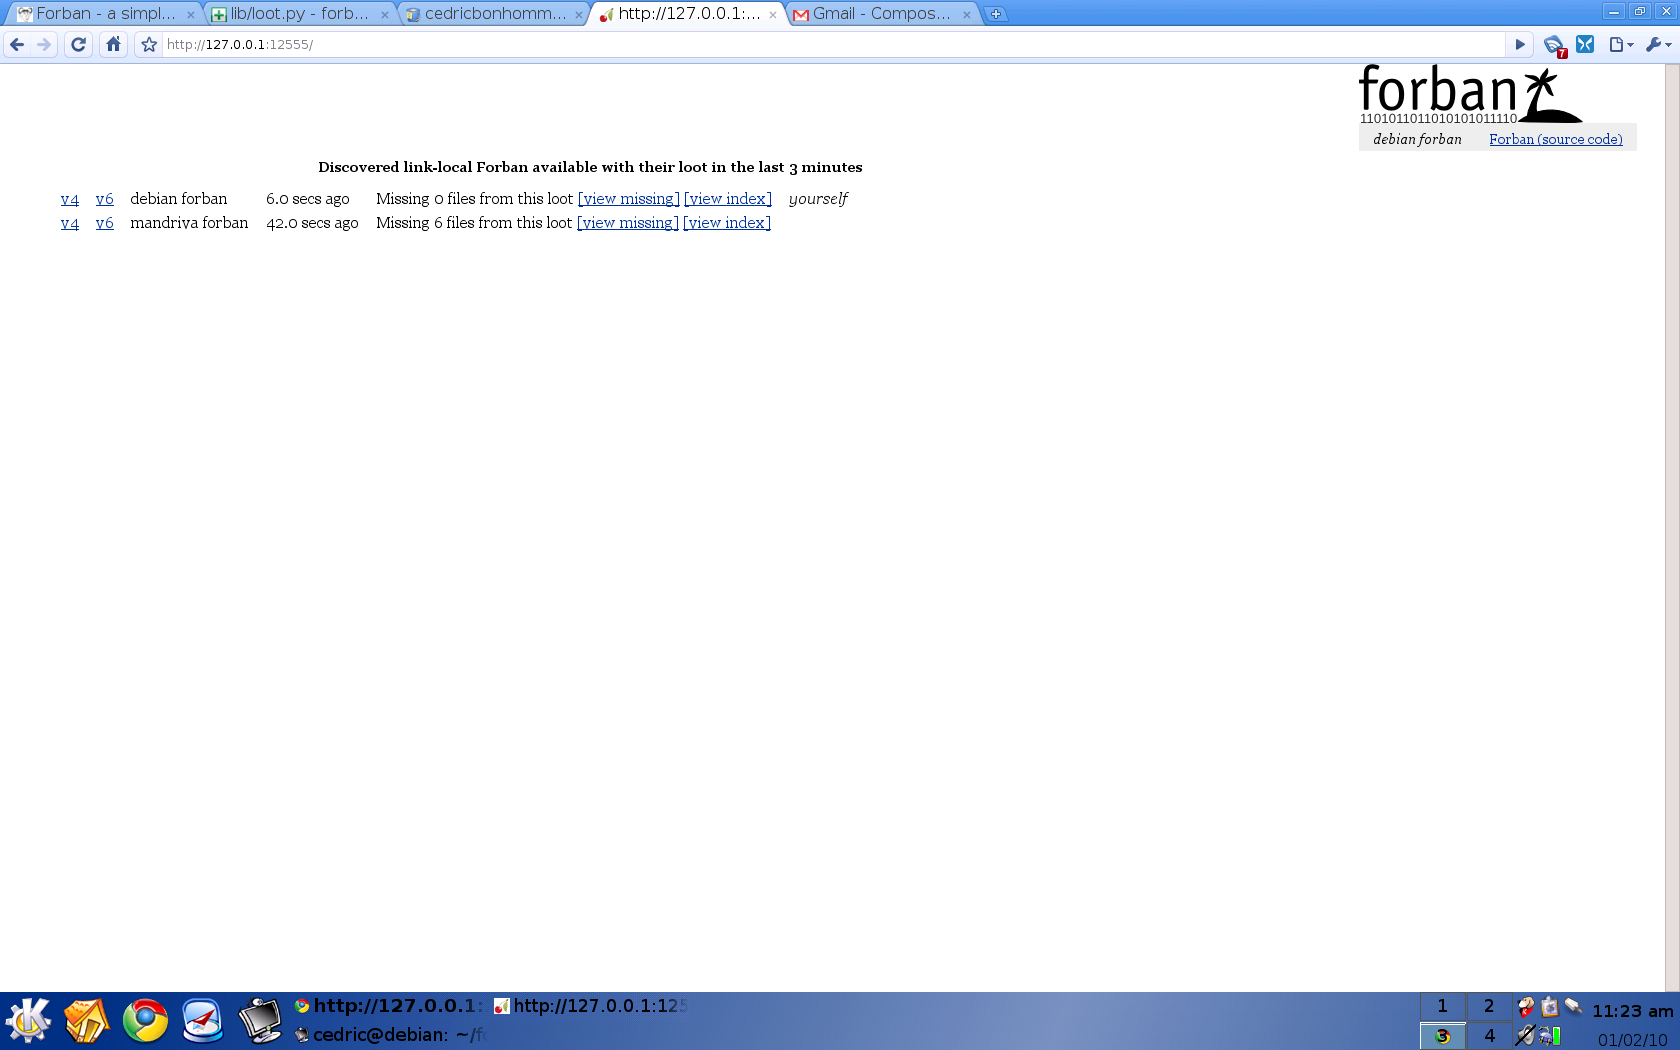 Forban - a simpl...
lib/loot.py - forb...
cedricbonhomm...
http://127.0.0.1:...
Gmail - Compos...
http://127.0.0.1:12555/
7
forban
1101011011010101011110
debian forban Forban (source code)
Discovered link-local Forban available with their loot in the last 3 minutes
v4 v6 debian forban 6.0 secs ago Missing 0 files from this loot [view missing] [view index] yourself
v4 v6 mandriva forban 42.0 secs ago Missing 6 files from this loot [view missing] [view index]
http://127.0.0.1: http://127.0.0.1:125
cedric@debian: ~/fo
1 2
3 4
11:23 am
01/02/10